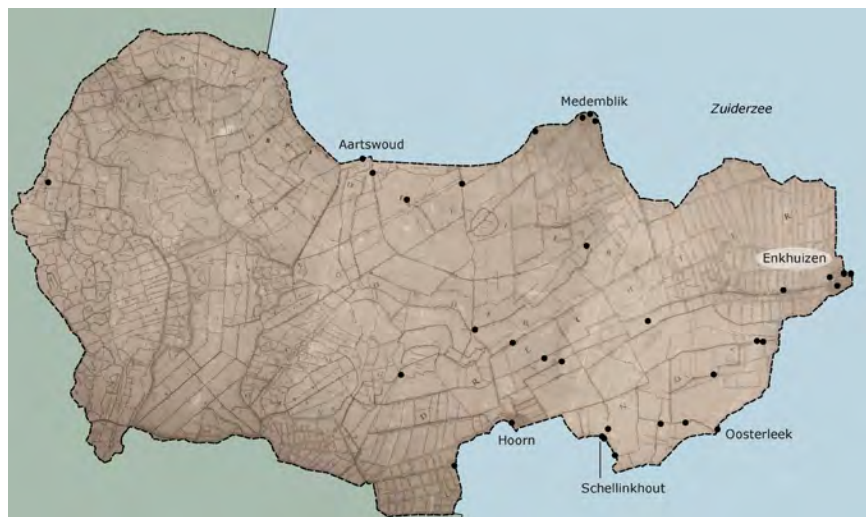 Medemblik
Zuiderzee
Aartswoud
Enkhuizen
Hoorn
Oosterleek
Schellinkhout